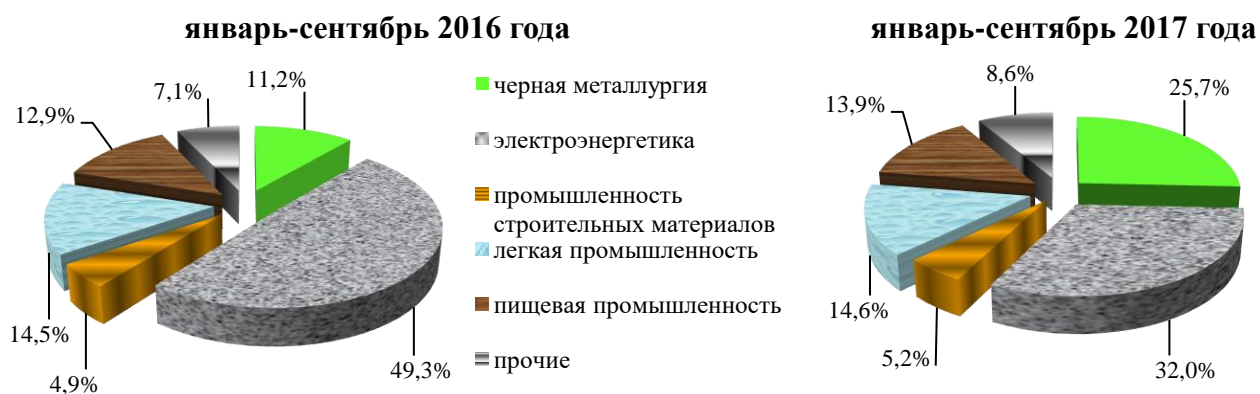 январь-сентябрь 2016 года
7,1%
11,2%
12,9%
14,5%
4,9%
49,3%
черная металлургия
электроэнергетика
промышленность
строительных материалов
легкая промышленность
пищевая промышленность
прочие
январь-сентябрь 2017 года
8,6%
25,7%
13,9%
14,6%
5,2%
32,0%